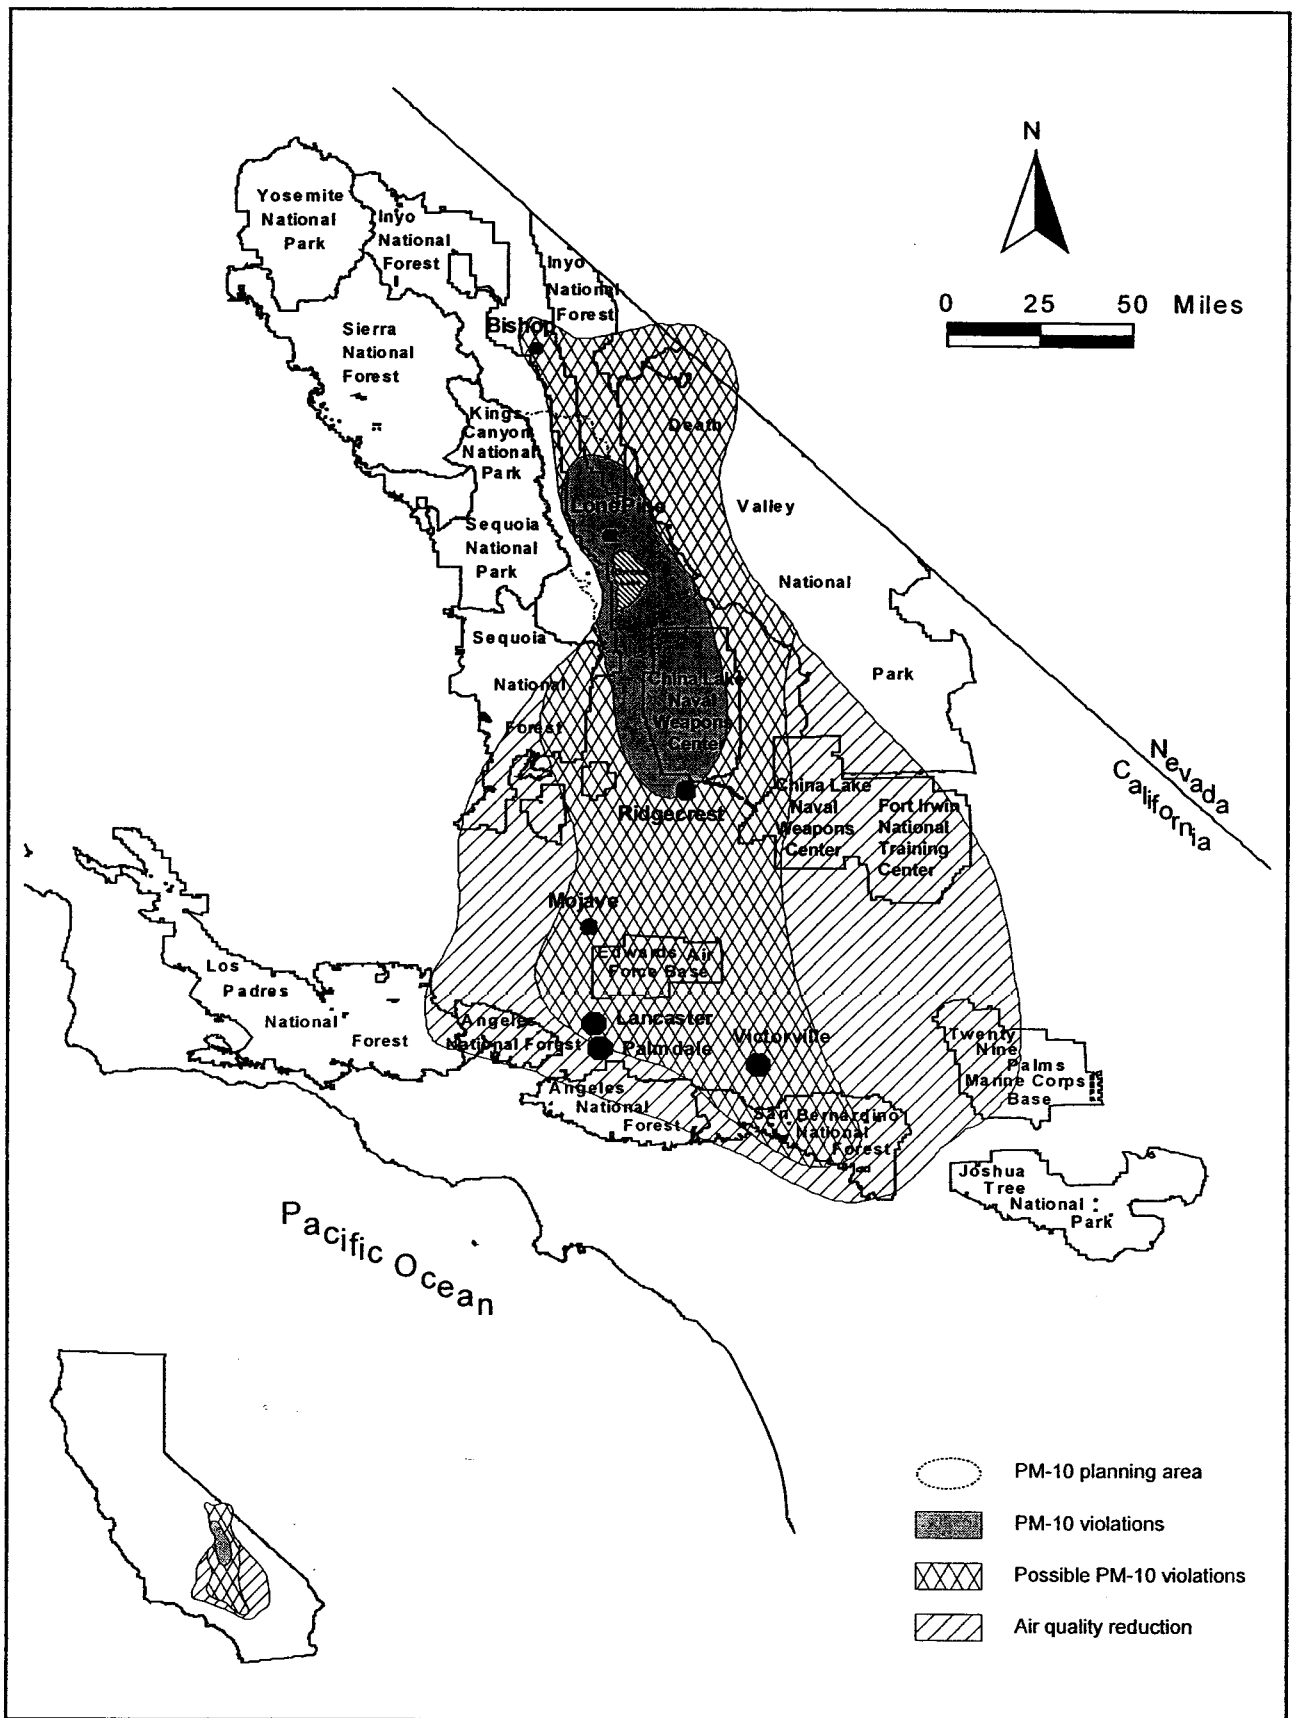 N
0 25 50 Miles
Yosemite
National
Park
Inyo
National
Forest
Inyo
National
Forest
Bishop
Sierra
National
Forest
Kings
Canyon
National
Park
Death
Valley
National
Park
Lone Pine
Sequoia
National
Park
Sequoia
National
Forest
China Lake
Naval
Weapons
Center
Ridgecrest
China Lake
Naval
Weapons
Center
Fort Irwin
National
Training
Center
Nevada
California
Mojave
Edwards Air
Force Base
Los
Padres
National
Forest
Lancaster
Palmdale
Victorville
Angeles
National Forest
Angeles
National
Forest
San Bernardino
National
Forest
Twenty
Nine
Palms
Marine Corps
Base
Joshua
Tree
National
Park
Pacific Ocean
PM-10 planning area
PM-10 violations
Possible PM-10 violations
Air quality reduction